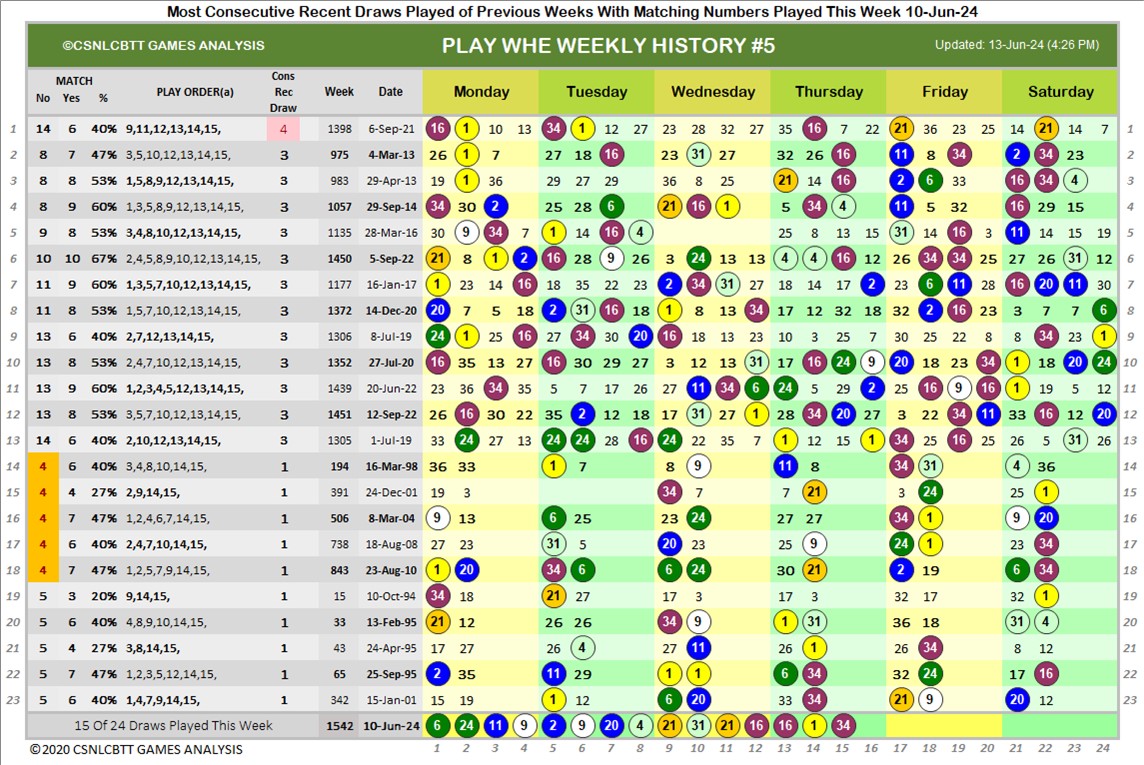 Most Consecutive Recent Draws Played of Previous Weeks With Matching Numbers Played This Week 10-Jun-24
©CSNLCBTT GAMES ANALYSIS PLAY WHE WEEKLY HISTORY #5 Updated: 13-Jun-24 (4:26 PM)
No MATCH Yes % PLAY ORDER(a) Cons Rec Draw Week Date Monday Tuesday Wednesday Thursday Friday Saturday
1 14 6 40% 9,11,12,13,14,15, 4 1398 6-Sep-21 16 1 10 13 34 1 12 27 23 28 32 27 35 16 7 22 21 36 23 25 14 21 14 7 1
2 8 7 47% 3,5,10,12,13,14,15, 3 975 4-Mar-13 26 1 7 27 18 16 23 31 27 32 26 16 11 8 34 2 34 23 2
3 8 8 53% 1,5,8,9,12,13,14,15, 3 983 29-Apr-13 19 1 36 29 27 29 36 8 25 21 14 16 2 6 33 16 34 4 3
4 8 9 60% 1,3,5,8,9,12,13,14,15, 3 1057 29-Sep-14 34 30 2 25 28 6 21 16 1 5 34 4 11 5 32 16 29 15 4
5 9 8 53% 3,4,8,10,12,13,14,15, 3 1135 28-Mar-16 30 9 34 7 1 14 16 8 25 8 13 15 31 14 16 3 11 14 15 19 5
6 10 10 67% 2,4,5,8,9,10,12,13,14,15, 3 1450 5-Sep-22 21 8 1 2 16 28 9 26 3 24 13 13 4 4 16 12 26 34 34 25 27 26 31 12 6
7 11 9 60% 1,3,5,7,10,12,13,14,15, 3 1177 16-Jan-17 1 23 14 16 18 35 22 23 2 34 31 27 18 14 17 2 23 6 11 28 16 20 11 30 7
8 11 8 53% 1,5,7,10,12,13,14,15, 3 1372 14-Dec-20 20 7 5 18 2 31 16 18 1 8 13 34 17 12 32 18 32 2 16 23 3 7 7 6 8
9 13 6 40% 2,7,12,13,14,15, 3 1306 8-Jul-19 24 1 25 16 27 34 30 20 16 18 13 23 10 3 25 7 30 25 22 8 8 34 23 1 9
10 13 8 53% 2,4,7,10,12,13,14,15, 3 1352 27-Jul-20 16 35 13 27 16 30 29 27 3 12 13 31 17 16 24 9 20 18 23 34 1 18 20 24 10
11 13 9 60% 1,2,3,4,5,12,13,14,15, 3 1439 20-Jun-22 23 36 34 35 5 7 17 26 27 11 34 6 24 5 29 2 25 16 9 16 1 19 5 12 11
12 13 8 53% 3,5,7,10,12,13,14,15, 3 1451 12-Sep-22 26 16 30 22 35 2 12 18 17 31 27 1 28 34 20 27 3 22 34 11 33 16 12 20 12
13 14 6 40% 2,10,12,13,14,15, 3 1305 1-Jul-19 33 24 27 13 24 24 28 16 24 22 35 7 1 12 15 1 34 25 16 25 26 5 31 26 13
14 4 6 40% 3,4,8,10,14,15, 1 194 16-Mar-98 36 33 1 7 8 9 11 8 34 31 4 36 14
15 4 4 27% 2,9,14,15, 1 391 24-Dec-01 19 3 34 7 7 21 3 24 25 1 15
16 4 7 47% 1,2,4,6,7,14,15, 1 506 8-Mar-04 9 13 6 25 23 24 27 27 34 1 9 20 16
17 4 6 40% 2,4,7,10,14,15, 1 738 18-Aug-08 27 23 31 5 20 23 25 9 24 1 23 34 17
18 4 7 47% 1,2,5,7,9,14,15, 1 843 23-Aug-10 1 20 34 6 6 24 30 21 2 19 6 34 18
19 5 3 20% 9,14,15, 1 15 10-Oct-94 34 18 21 27 17 3 17 3 32 17 32 1 19
20 5 6 40% 4,8,9,10,14,15, 1 33 13-Feb-95 21 12 26 26 34 9 1 31 36 18 31 4 20
21 5 4 27% 3,8,14,15, 1 43 24-Apr-95 17 27 26 4 27 11 26 1 26 34 8 12 21
22 5 7 47% 1,2,3,5,12,14,15, 1 65 25-Sep-95 2 35 11 29 1 1 6 34 32 24 17 16 22
23 5 6 40% 1,4,7,9,14,15, 1 342 15-Jan-01 15 19 1 12 6 20 33 34 21 9 20 12 23
15 Of 24 Draws Played This Week 1542 10-Jun-24 6 24 11 9 2 9 20 4 21 31 21 16 16 1 34
© 2020 CSNLCBTT GAMES ANALYSIS 1 2 3 4 5 6 7 8 9 10 11 12 13 14 15 16 17 18 19 20 21 22 23 24